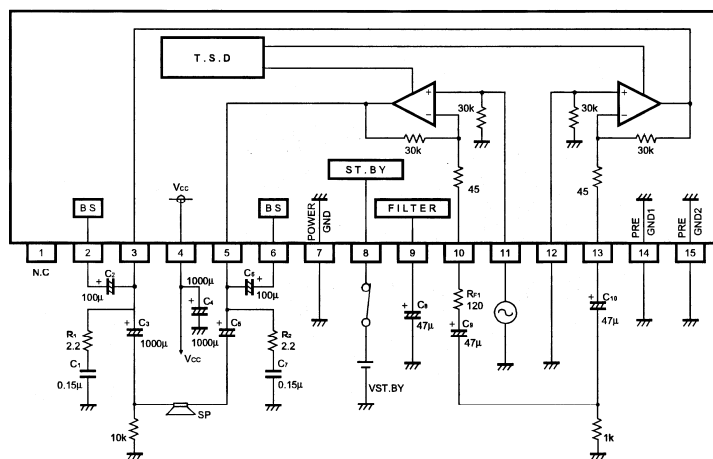 T.S.D
+
−
30k
30k
+
−
30k
30k
45
45
ST.BY
VCC
BS
BS
POWER GND
FILTER
PRE GND1
PRE GND2
1 2 3 4 5 6 7 8 9 10 11 12 13 14 15
N.C
+ C2
100μ
+ C3
1000μ
1000μ
+ C4
1000μ
VCC
+ C5
C6 +
100μ
R1
2.2
C1
0.15μ
R2
2.2
C7
0.15μ
SP
10k
VST.BY
+ C8
47μ
RF1
120
+ C9
47μ
+ C10
47μ
1k